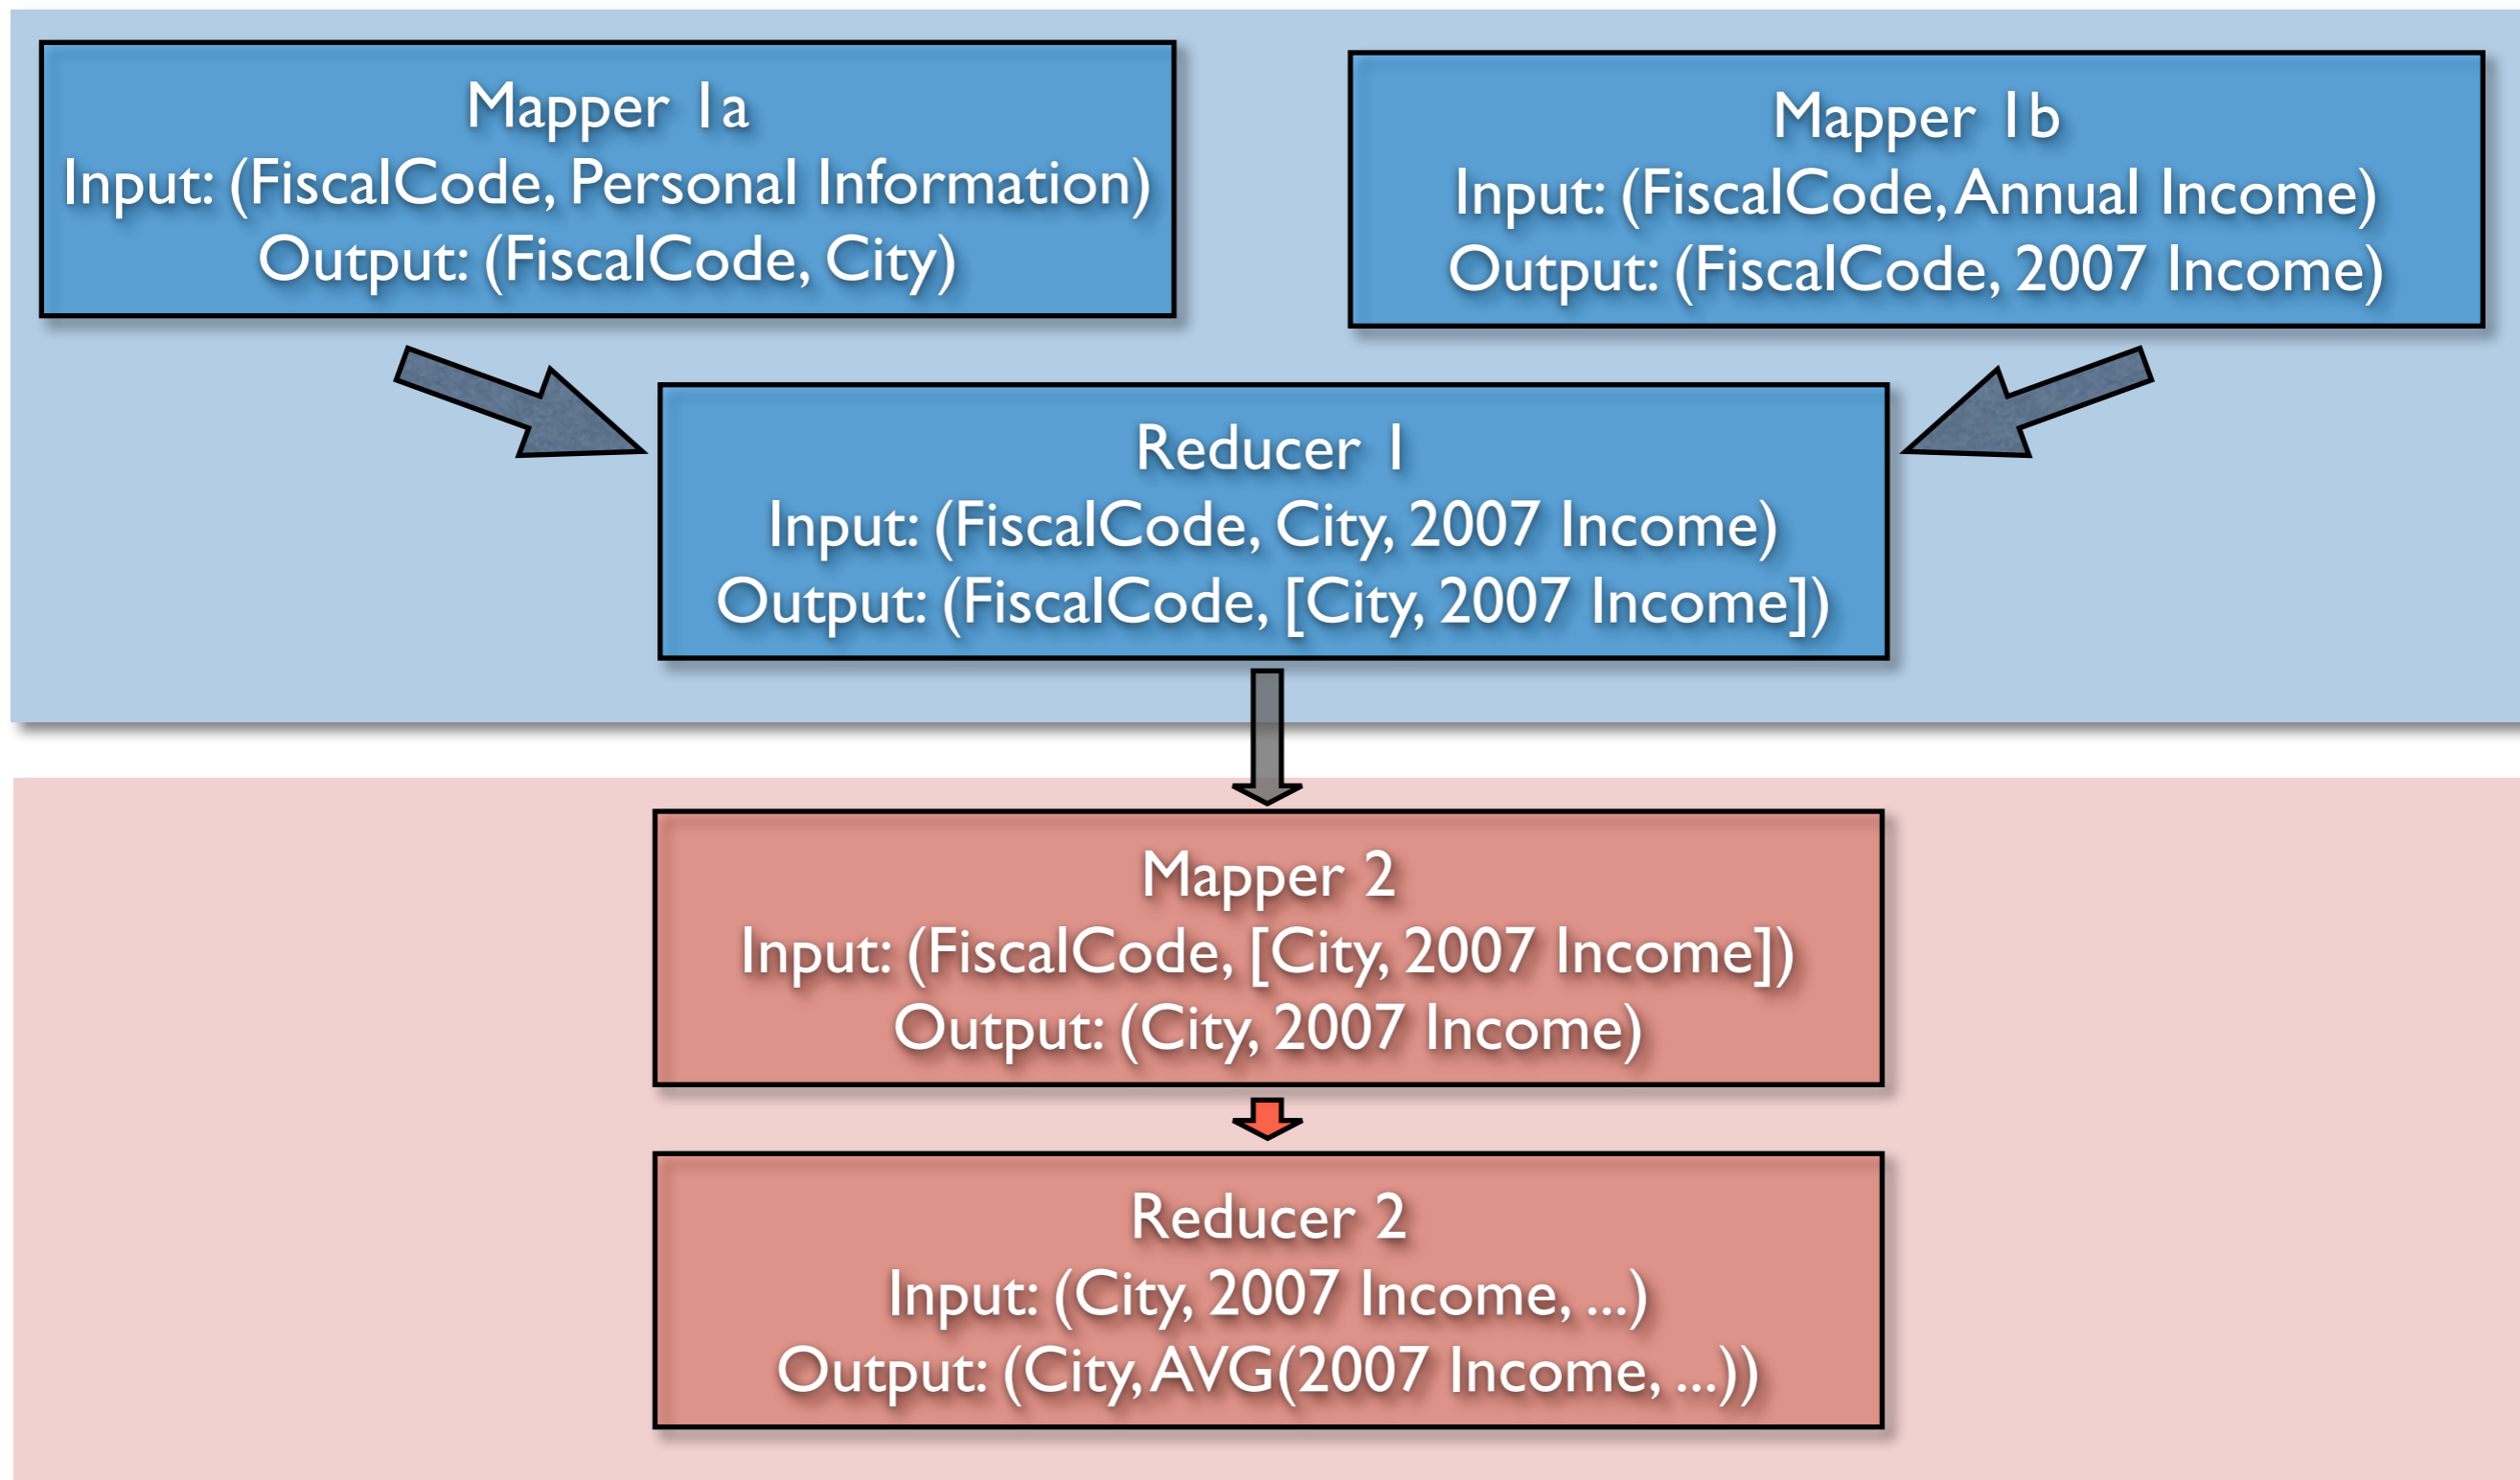 Mapper 1a
Input: (FiscalCode, Personal Information)
Output: (FiscalCode, City)
Mapper 1b
Input: (FiscalCode, Annual Income)
Output: (FiscalCode, 2007 Income)
Reducer 1
Input: (FiscalCode, City, 2007 Income)
Output: (FiscalCode, [City, 2007 Income])
Mapper 2
Input: (FiscalCode, [City, 2007 Income])
Output: (City, 2007 Income)
Reducer 2
Input: (City, 2007 Income, ...)
Output: (City, AVG(2007 Income, ...))